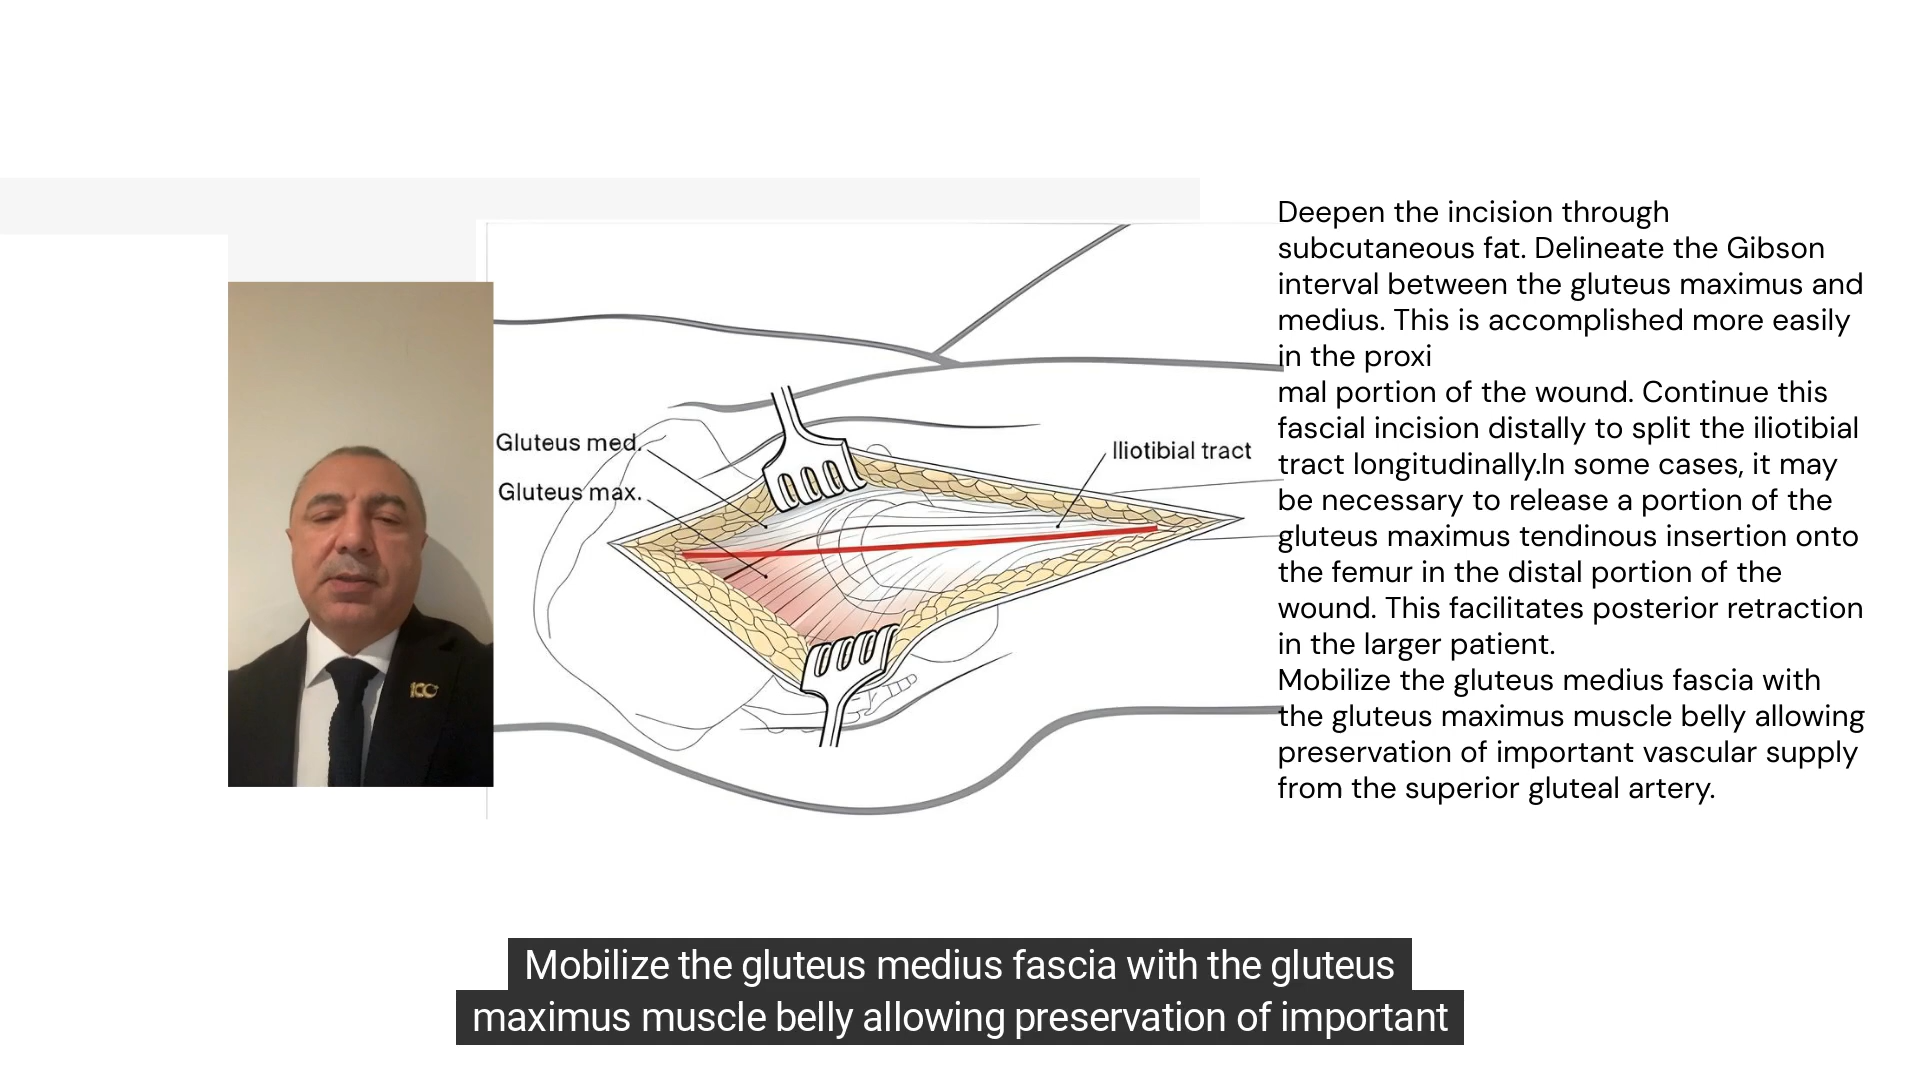 Deepen the incision through
subcutaneous fat. Delineate the Gibson
interval between the gluteus maximus and
medius. This is accomplished more easily
in the proxi
mal portion of the wound. Continue this
fascial incision distally to split the iliotibial
tract longitudinally.In some cases, it may
be necessary to release a portion of the
gluteus maximus tendinous insertion onto
the femur in the distal portion of the
wound. This facilitates posterior retraction
in the larger patient.
Mobilize the gluteus medius fascia with
the gluteus maximus muscle belly allowing
preservation of important vascular supply
from the superior gluteal artery.
Gluteus med.
Gluteus max.
Iliotibial tract
100
Mobilize the gluteus medius fascia with the gluteus
maximus muscle belly allowing preservation of important